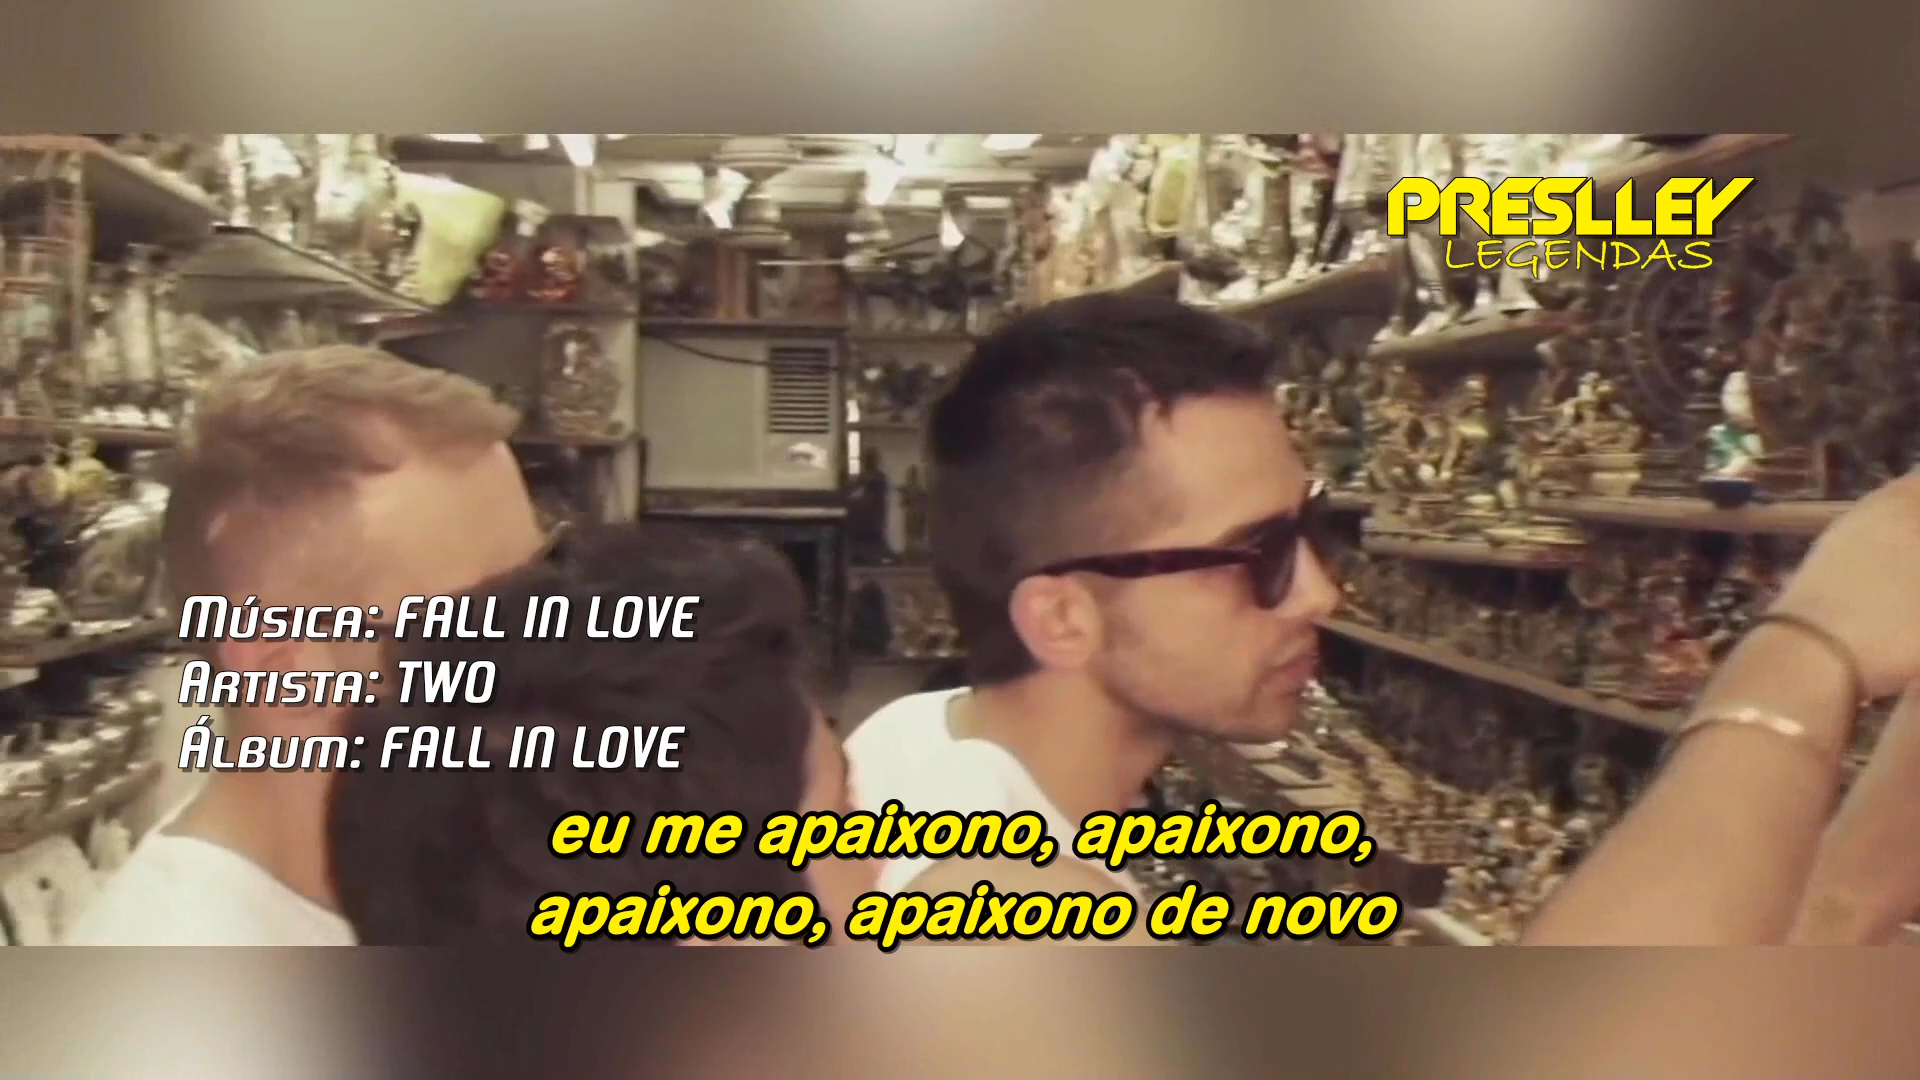 PRESLLEY
LEGENDAS
Música: FALL IN LOVE
Artista: TWO
Álbum: FALL IN LOVE
eu me apaixono, apaixono,
apaixono, apaixono de novo